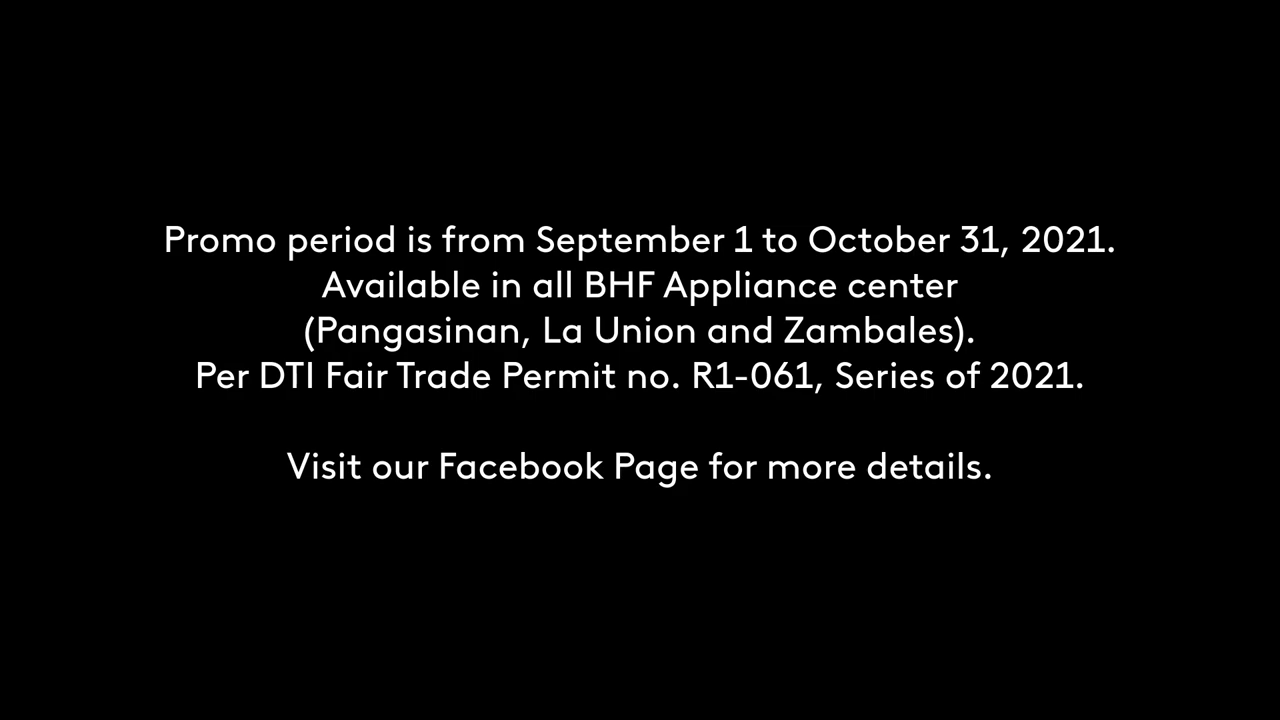 Promo period is from September 1 to October 31, 2021.
Available in all BHF Appliance center
(Pangasinan, La Union and Zambales).
Per DTI Fair Trade Permit no. R1-061, Series of 2021.
Visit our Facebook Page for more details.